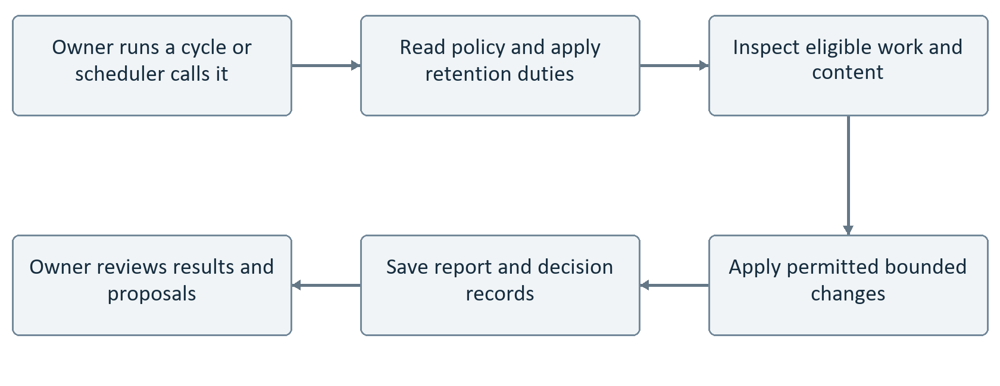 Owner runs a cycle or
scheduler calls it
Read policy and apply
retention duties
Inspect eligible work and
content
Apply permitted bounded
changes
Save report and decision
records
Owner reviews results and
proposals